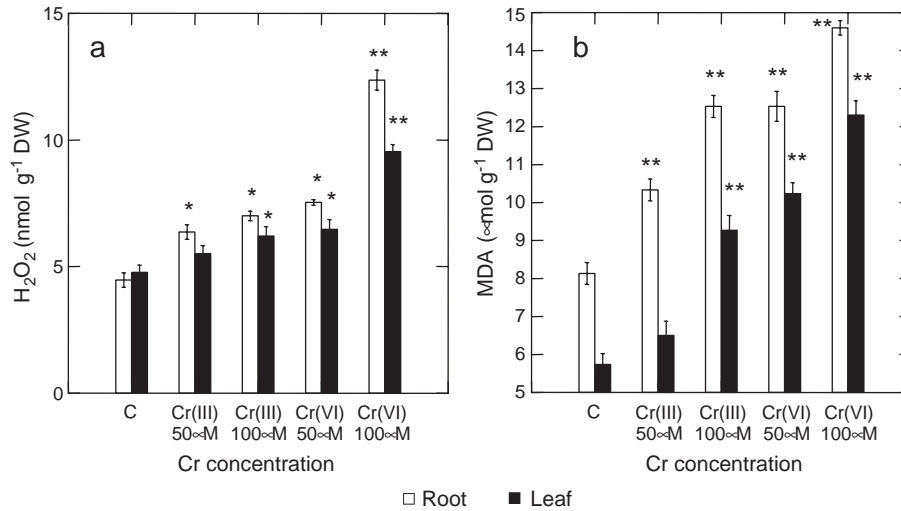 a
H₂O₂ (nmol g⁻¹ DW)
15
10
5
0
**
**
*
*
*
*
*
C
Cr(III) 
50∝M
Cr(III)
100∝M
Cr(VI)
50∝M
Cr(VI)
100∝M
Cr concentration
b
MDA (∝mol g⁻¹ DW)
15
14
13
12
11
10
9
8
7
6
5
**
**
**
**
**
**
**
C
Cr(III)
50∝M
Cr(III)
100∝M
Cr(VI)
50∝M
Cr(VI)
100∝M
Cr concentration
Root
Leaf